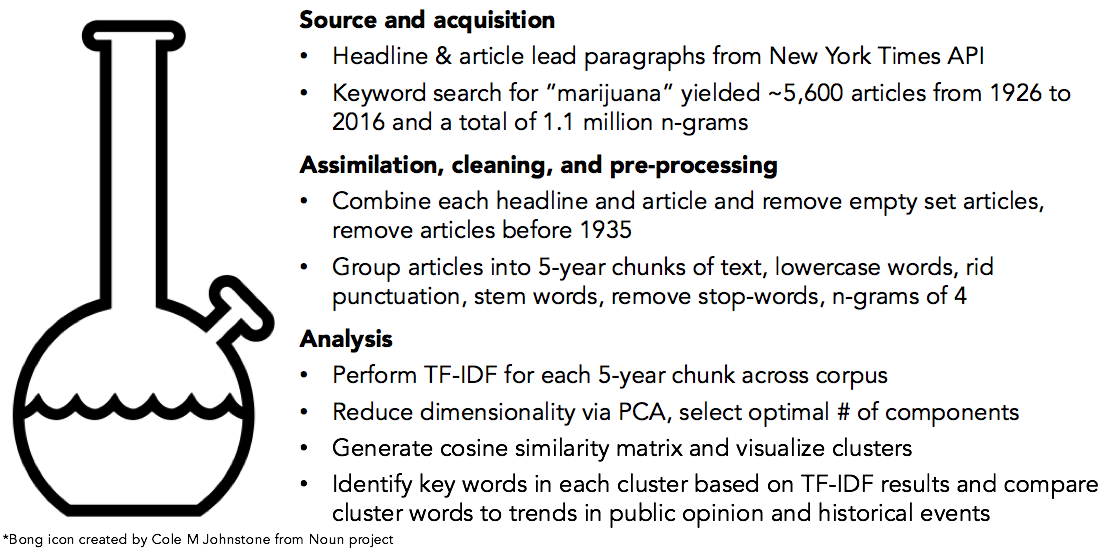 Source and acquisition
• Headline & article lead paragraphs from New York Times API
• Keyword search for “marijuana” yielded ~5,600 articles from 1926 to
2016 and a total of 1.1 million n-grams
Assimilation, cleaning, and pre-processing
• Combine each headline and article and remove empty set articles,
remove articles before 1935
• Group articles into 5-year chunks of text, lowercase words, rid
punctuation, stem words, remove stop-words, n-grams of 4
Analysis
• Perform TF-IDF for each 5-year chunk across corpus
• Reduce dimensionality via PCA, select optimal # of components
• Generate cosine similarity matrix and visualize clusters
• Identify key words in each cluster based on TF-IDF results and compare
cluster words to trends in public opinion and historical events
*Bong icon created by Cole M Johnstone from Noun project